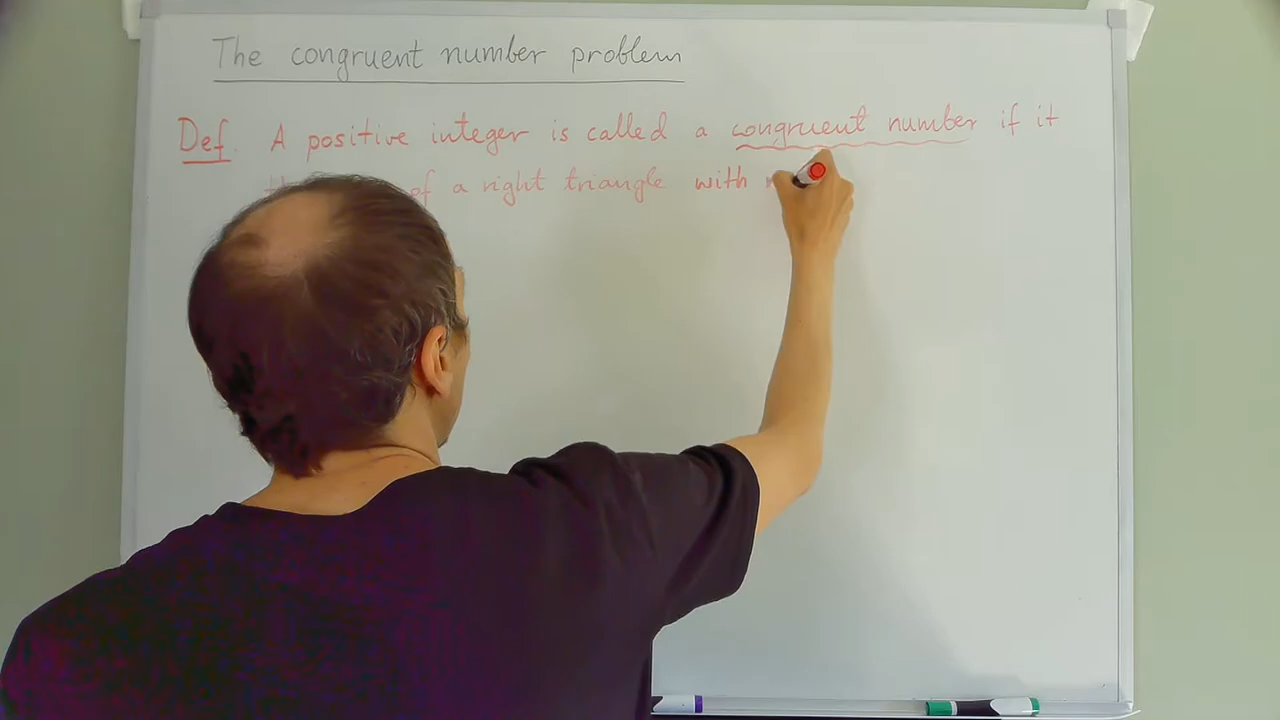 The congruent number problem
Def. A positive integer is called a congruent number if it
of a right triangle with